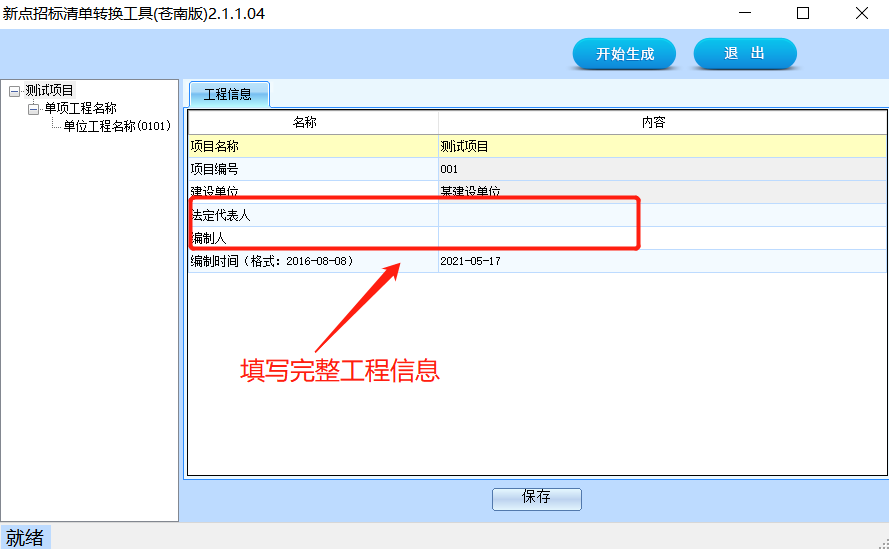 新点招标清单转换工具(苍南版)2.1.1.04
开始生成 退 出
测试项目
单项工程名称
单位工程名称(0101)
工程信息
名称 内容
项目名称 测试项目
项目编号 001
建设单位 某建设单位
法定代表人
编制人
编制时间(格式: 2016-08-08) 2021-05-17
填写完整工程信息
保存
就绪